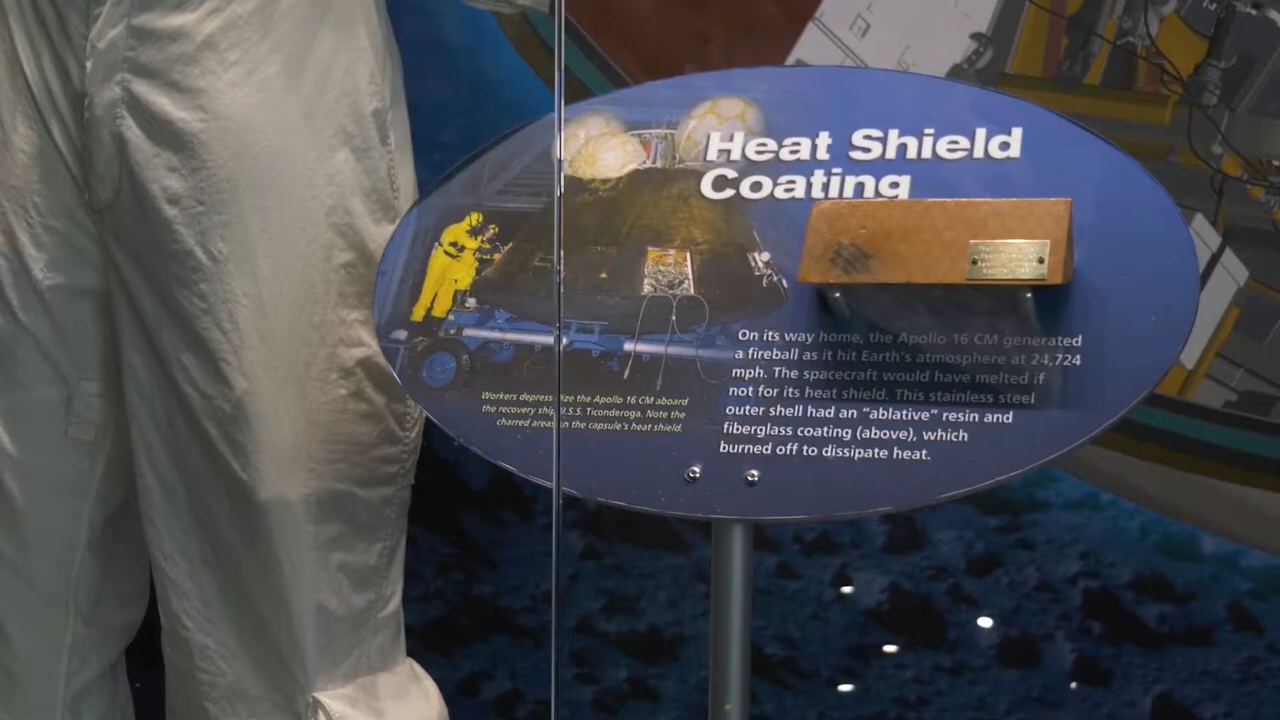 Heat Shield
Coating
On its way home, the Apollo 16 CM generated
a fireball as it hit Earth's atmosphere at 24,724
mph. The spacecraft would have melted if
not for its heat shield. This stainless steel
outer shell had an "ablative" resin and
fiberglass coating (above), which
burned off to dissipate heat.
Workers depress ize the Apollo 16 CM aboard
the recovery ship U.S.S. Ticonderoga. Note the
charred areas on the capsule's heat shield.